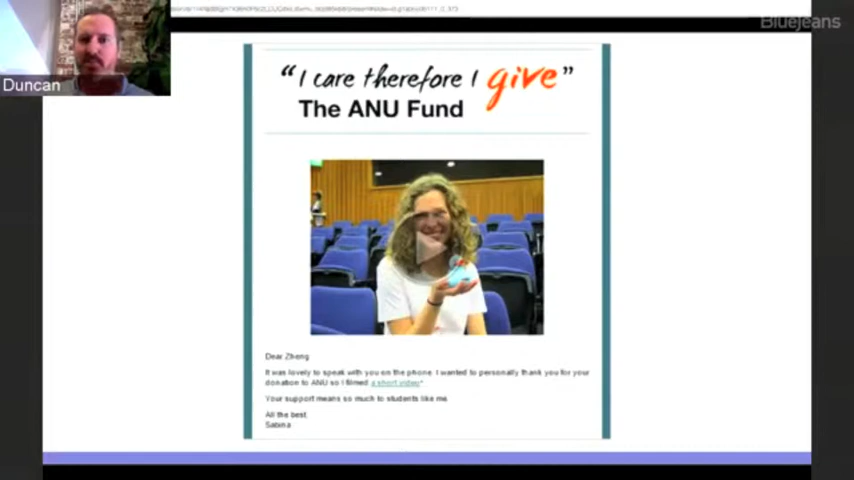 BlueJeans
Duncan
“I care therefore I give”
The ANU Fund
Dear Zheng
It was lovely to speak with you on the phone. I wanted to personally thank you for your
donation to ANU so I filmed a short video*
Your support means so much to students like me.
All the best.
Sabina